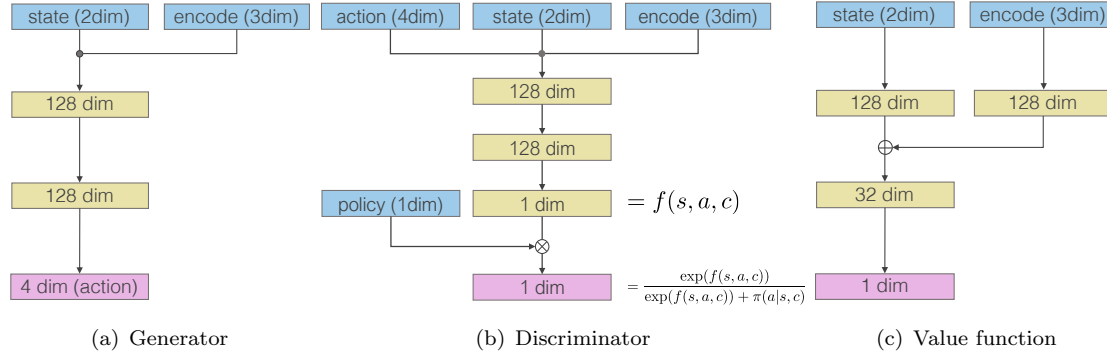 state (2dim)
encode (3dim)
128 dim
128 dim
4 dim (action)
(a) Generator
action (4dim)
state (2dim)
encode (3dim)
128 dim
128 dim
policy (1dim)
1 dim
= f(s, a, c)
1 dim
= exp(f(s, a, c)) / exp(f(s, a, c)) + π(a|s, c)
(b) Discriminator
state (2dim)
encode (3dim)
128 dim
128 dim
32 dim
1 dim
(c) Value function